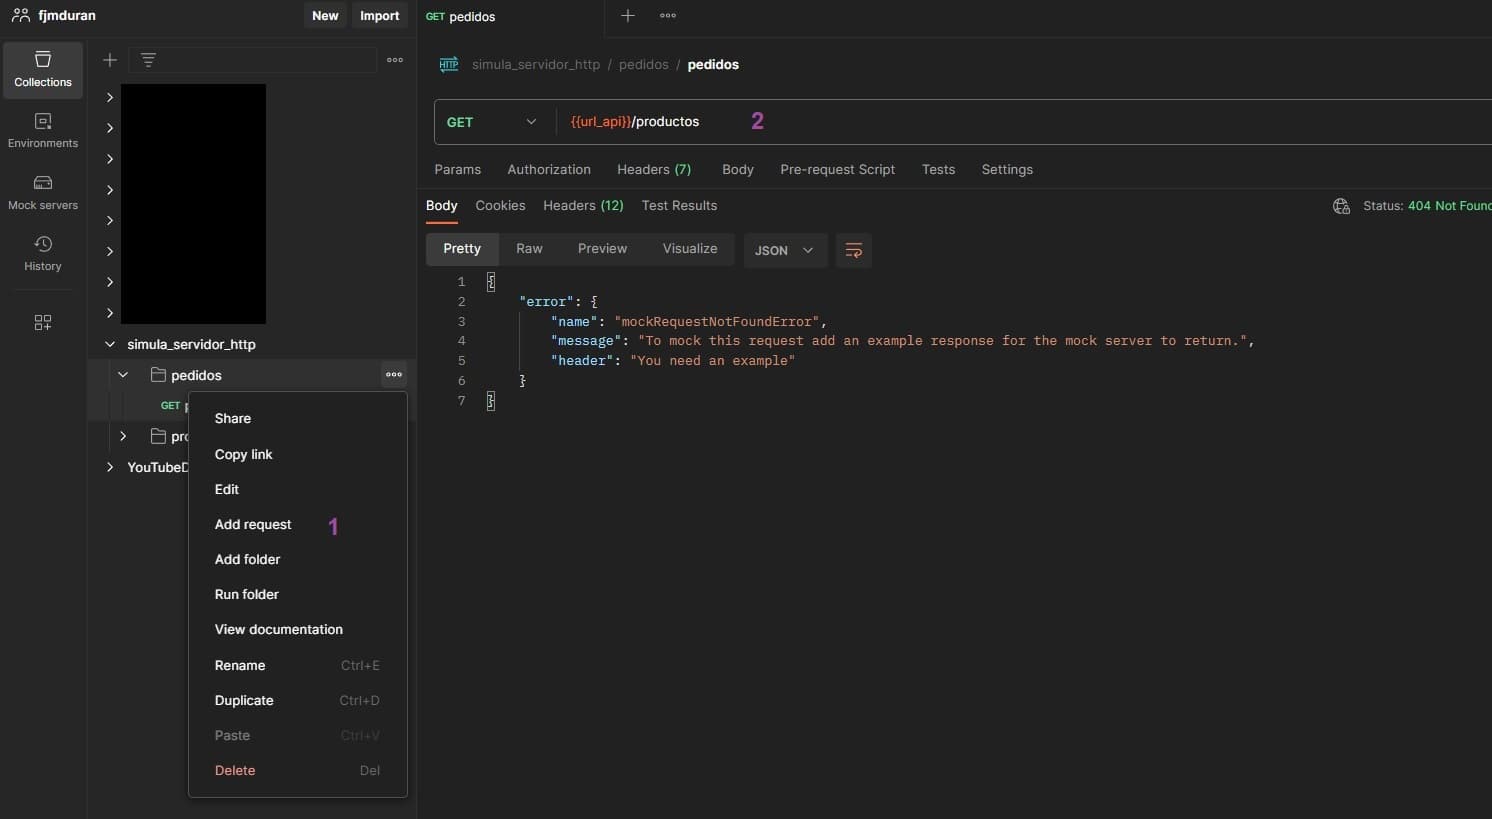 fjmduran
New
Import
GET pedidos
Collections
Environments
Mock servers
History
simula_servidor_http / pedidos / pedidos
HTTP
GET
{{url_api}}/productos
2
Params
Authorization
Headers (7)
Body
Pre-request Script
Tests
Settings
Body
Cookies
Headers (12)
Test Results
Status: 404 Not Found
Pretty
Raw
Preview
Visualize
JSON
1 {
2 "error": {
3 "name": "mockRequestNotFoundError",
4 "message": "To mock this request add an example response for the mock server to return.",
5 "header": "You need an example"
6 }
7 }
simula_servidor_http
pedidos
GET
YouTubeD
Share
Copy link
Edit
Add request
1
Add folder
Run folder
View documentation
Rename Ctrl+E
Duplicate Ctrl+D
Paste Ctrl+V
Delete Del